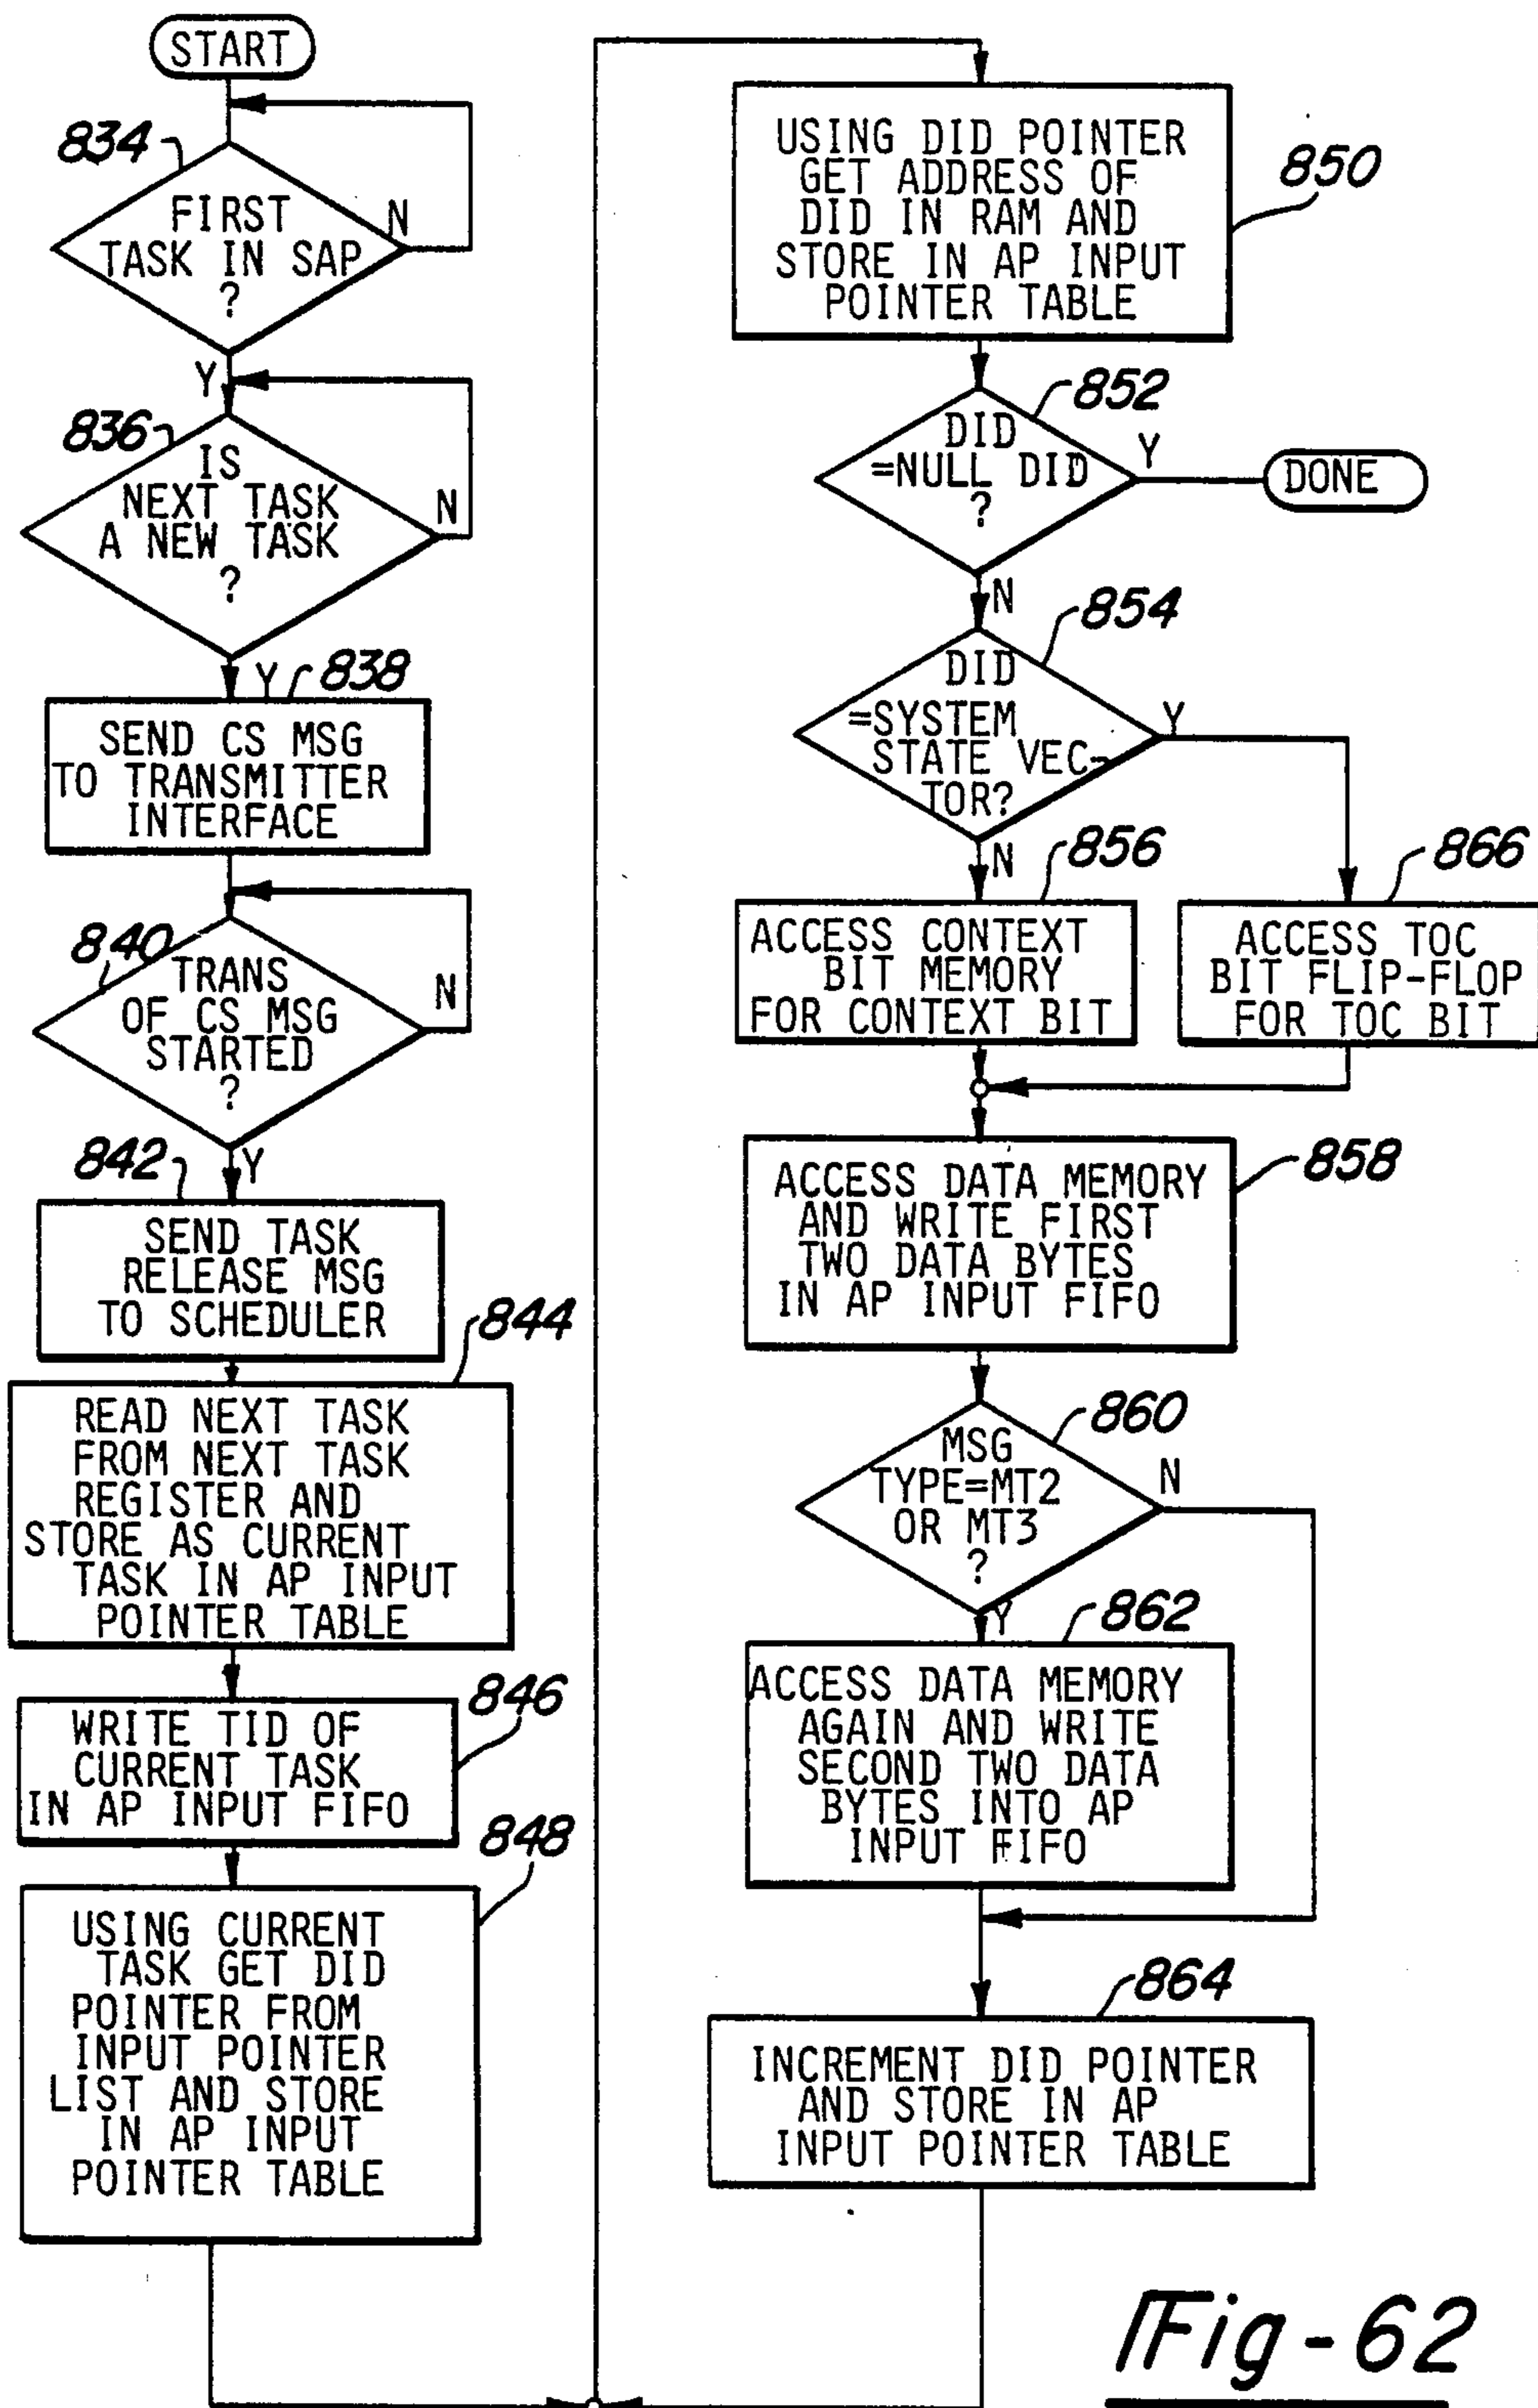 START
834
FIRST
TASK IN SAP
?
N
Y
836
IS
NEXT TASK
A NEW TASK
?
N
Y
838
SEND CS MSG
TO TRANSMITTER
INTERFACE
840
TRANS
OF CS MSG
STARTED
?
N
Y
842
SEND TASK
RELEASE MSG
TO SCHEDULER
844
READ NEXT TASK
FROM NEXT TASK
REGISTER AND
STORE AS CURRENT
TASK IN AP INPUT
POINTER TABLE
846
WRITE TID OF
CURRENT TASK
IN AP INPUT FIFO
848
USING CURRENT
TASK GET DID
POINTER FROM
INPUT POINTER
LIST AND STORE
IN AP INPUT
POINTER TABLE
850
USING DID POINTER
GET ADDRESS OF
DID IN RAM AND
STORE IN AP INPUT
POINTER TABLE
852
DID
=NULL DID
?
Y
DONE
N
854
DID
=SYSTEM
STATE VEC-
TOR?
Y
N
856
ACCESS CONTEXT
BIT MEMORY
FOR CONTEXT BIT
866
ACCESS TOC
BIT FLIP-FLOP
FOR TOC BIT
858
ACCESS DATA MEMORY
AND WRITE FIRST
TWO DATA BYTES
IN AP INPUT FIFO
860
MSG
TYPE=MT2
OR MT3
?
N
Y
862
ACCESS DATA MEMORY
AGAIN AND WRITE
SECOND TWO DATA
BYTES INTO AP
INPUT FIFO
864
INCREMENT DID POINTER
AND STORE IN AP
INPUT POINTER TABLE
Fig-62